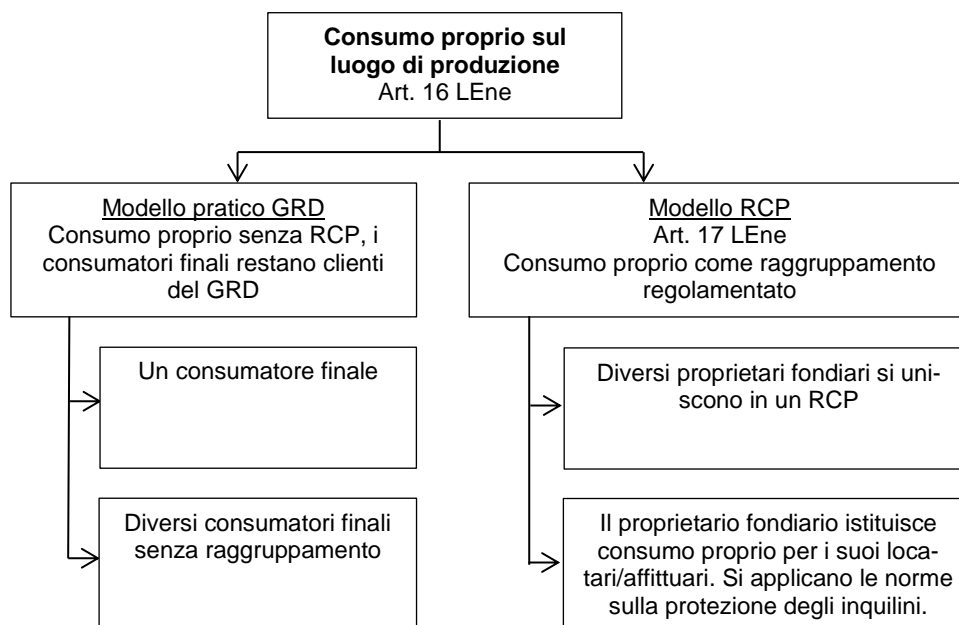 Consumo proprio sul
luogo di produzione
Art. 16 LEne
Modello pratico GRD
Consumo proprio senza RCP, i
consumatori finali restano clienti
del GRD
Modello RCP
Art. 17 LEne
Consumo proprio come raggruppamento
regolamentato
Un consumatore finale
Diversi proprietari fondiari si uni-
scono in un RCP
Diversi consumatori finali
senza raggruppamento
Il proprietario fondiario istituisce
consumo proprio per i suoi loca-
tari/affittuari. Si applicano le norme
sulla protezione degli inquilini.